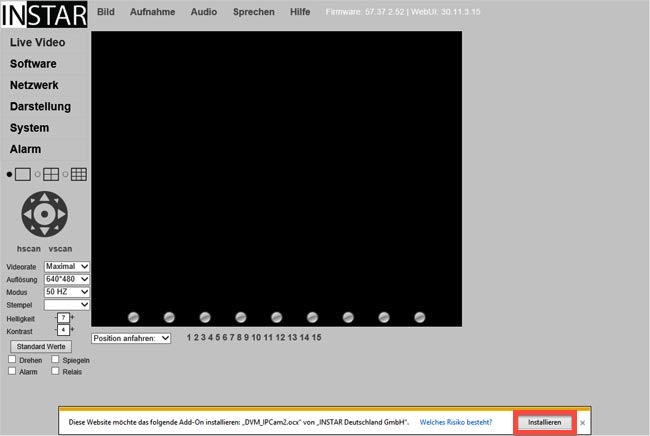 INSTAR
Bild Aufnahme Audio Sprechen Hilfe Firmware: 57.37.2.52 | WebUI: 30.11.3.15
Live Video
Software
Netzwerk
Darstellung
System
Alarm
hscan vscan
Videorate Maximal
Auflösung 640*480
Modus 50 HZ
Stempel
Helligkeit - 7 +
Kontrast - 4 +
Standard Werte
Drehen Spiegeln
Alarm Relais
Position anfahren: 1 2 3 4 5 6 7 8 9 10 11 12 13 14 15
Diese Website möchte das folgende Add-On installieren: „DVM_IPCam2.ocx" von „INSTAR Deutschland GmbH". Welches Risiko besteht? Installieren ×